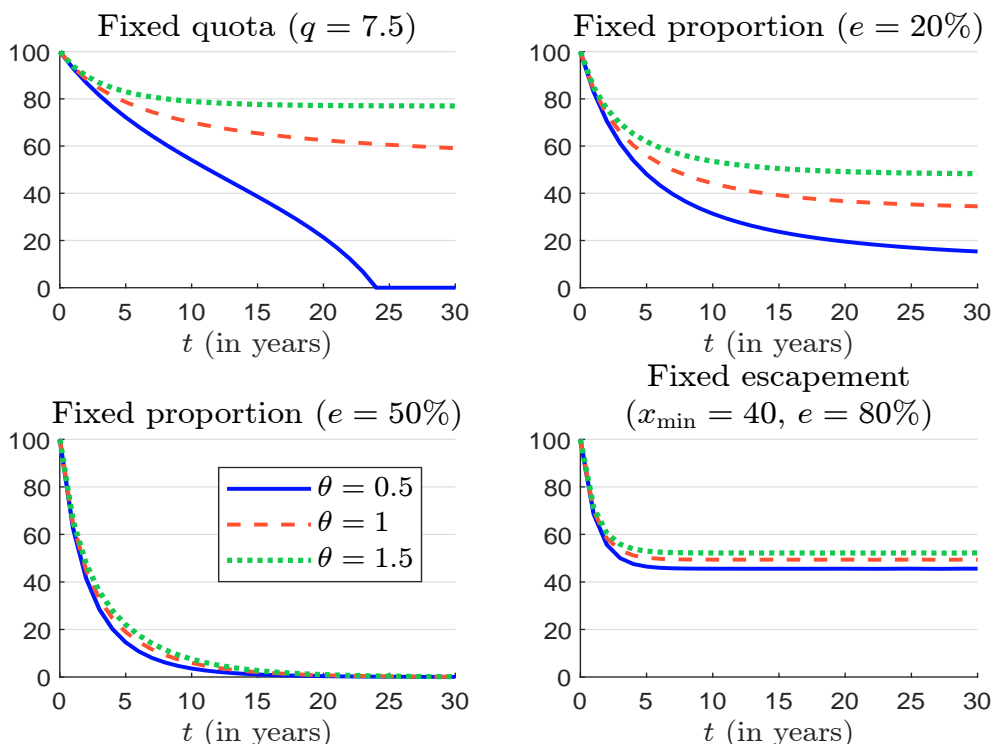 Fixed quota (q = 7.5)
100
80
60
40
20
0
0 5 10 15 20 25 30
t (in years)
Fixed proportion (e = 20%)
100
80
60
40
20
0
0 5 10 15 20 25 30
t (in years)
Fixed proportion (e = 50%)
100
80
60
40
20
0
θ = 0.5
θ = 1
θ = 1.5
0 5 10 15 20 25 30
t (in years)
Fixed escapement
(x_min = 40, e = 80%)
100
80
60
40
20
0
0 5 10 15 20 25 30
t (in years)